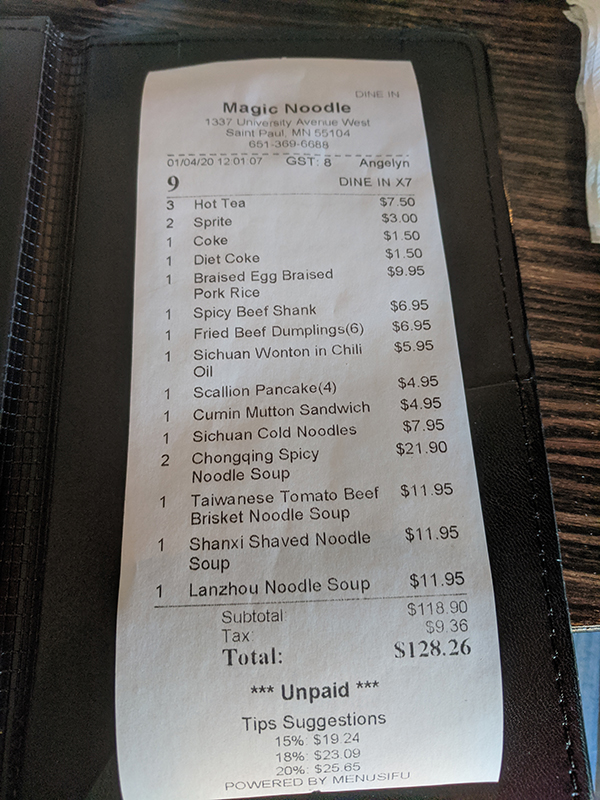 DINE IN
Magic Noodle
1337 University Avenue West
Saint Paul, MN 55104
651-369-6688
01/04/20 12:01:07 GST: 8 Angelyn
9 DINE IN X7
3 Hot Tea $7.50
2 Sprite $3.00
1 Coke $1.50
1 Diet Coke $1.50
1 Braised Egg Braised $9.95
Pork Rice
1 Spicy Beef Shank $6.95
1 Fried Beef Dumplings(6) $6.95
1 Sichuan Wonton in Chili $5.95
Oil
1 Scallion Pancake(4) $4.95
1 Cumin Mutton Sandwich $4.95
1 Sichuan Cold Noodles $7.95
2 Chongqing Spicy $21.90
Noodle Soup
1 Taiwanese Tomato Beef $11.95
Brisket Noodle Soup
1 Shanxi Shaved Noodle $11.95
Soup
1 Lanzhou Noodle Soup $11.95
Subtotal: $118.90
Tax: $9.36
Total: $128.26
*** Unpaid ***
Tips Suggestions
15%: $19.24
18%: $23.09
20%: $25.65
POWERED BY MENUSIFU